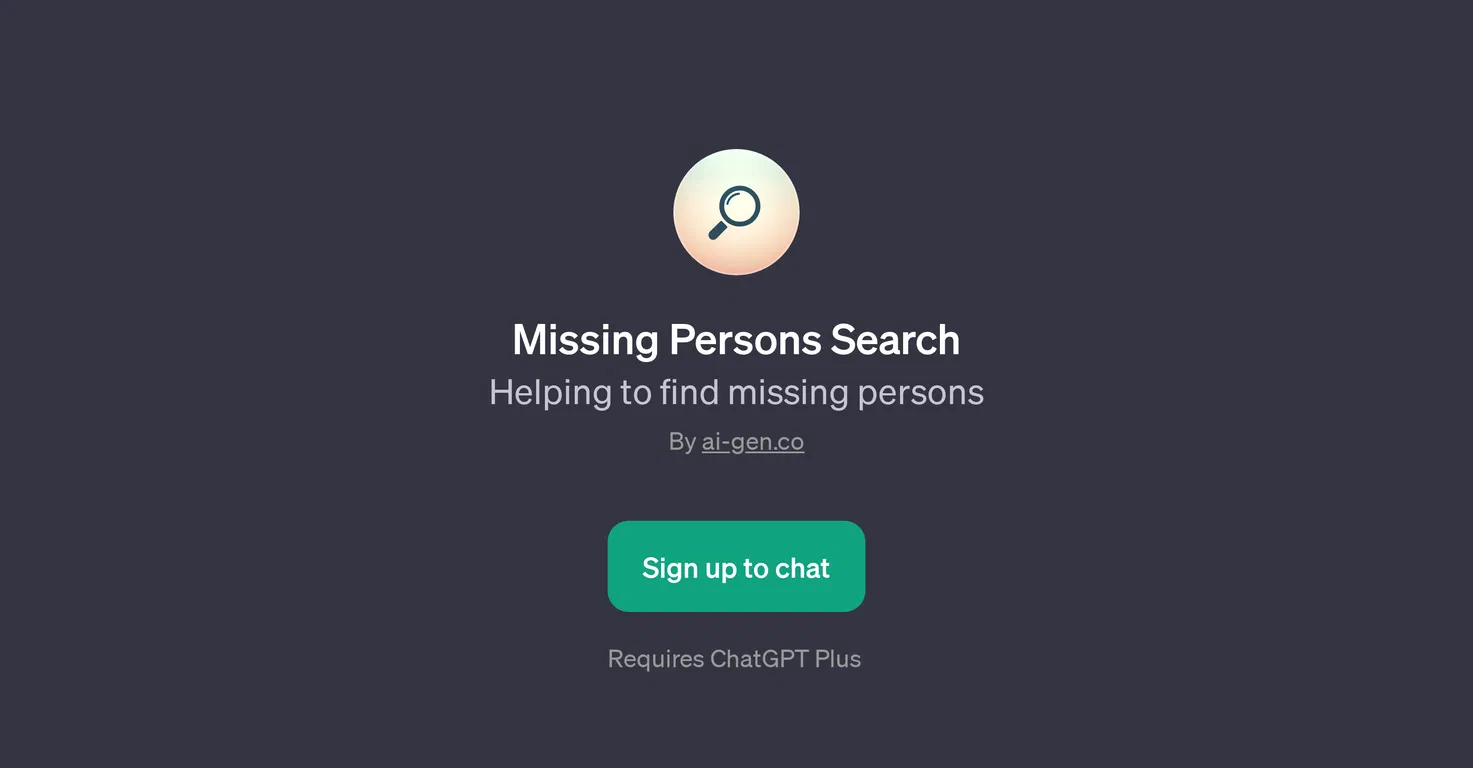 Missing Persons Search
Helping to find missing persons
By ai-gen.co
Sign up to chat
Requires ChatGPT Plus